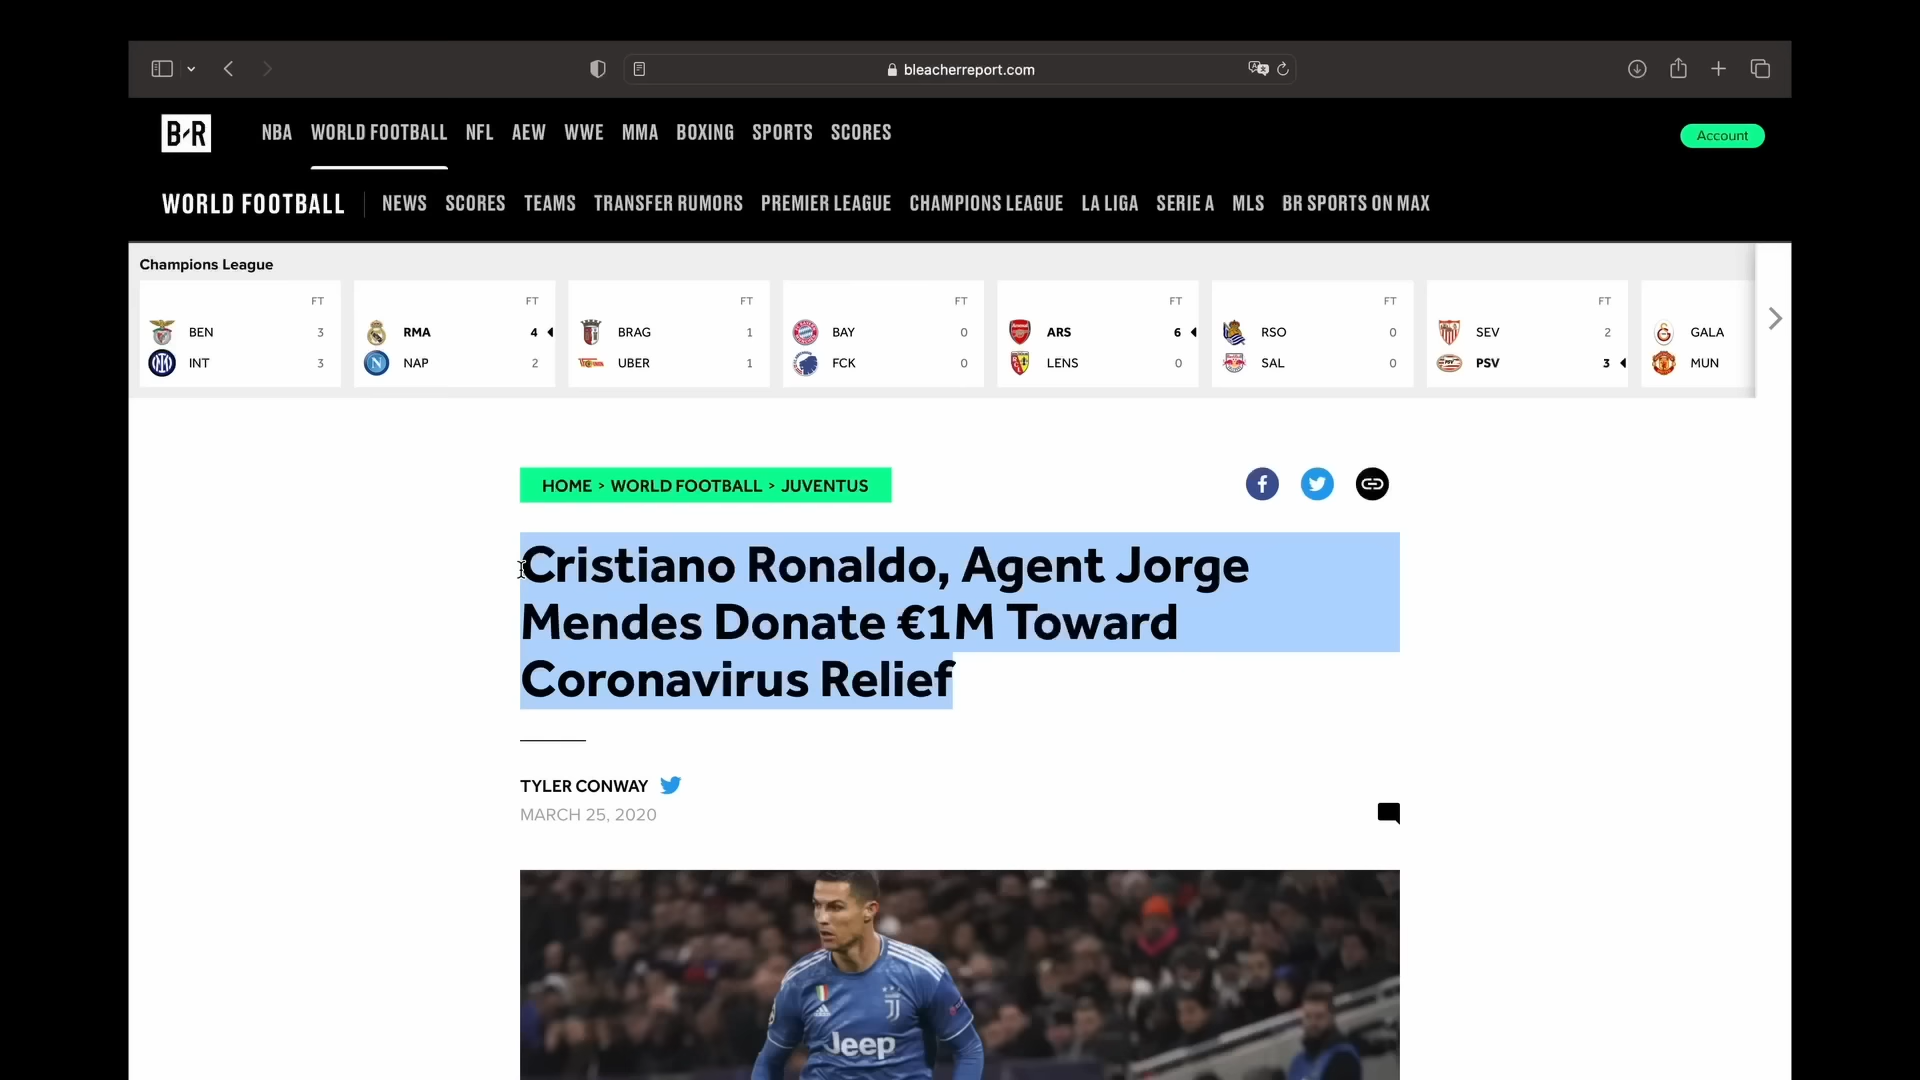 bleacherreport.com
B/R NBA WORLD FOOTBALL NFL AEW WWE MMA BOXING SPORTS SCORES
Account
WORLD FOOTBALL NEWS SCORES TEAMS TRANSFER RUMORS PREMIER LEAGUE CHAMPIONS LEAGUE LA LIGA SERIE A MLS BR SPORTS ON MAX
Champions League
FT FT FT FT FT FT FT
BEN 3 RMA 4 BRAG 1 BAY 0 ARS 6 RSO 0 SEV 2 GALA
INT 3 NAP 2 UBER 1 FCK 0 LENS 0 SAL 0 PSV 3 MUN
HOME > WORLD FOOTBALL > JUVENTUS
Cristiano Ronaldo, Agent Jorge
Mendes Donate €1M Toward
Coronavirus Relief
TYLER CONWAY
MARCH 25, 2020
Jeep